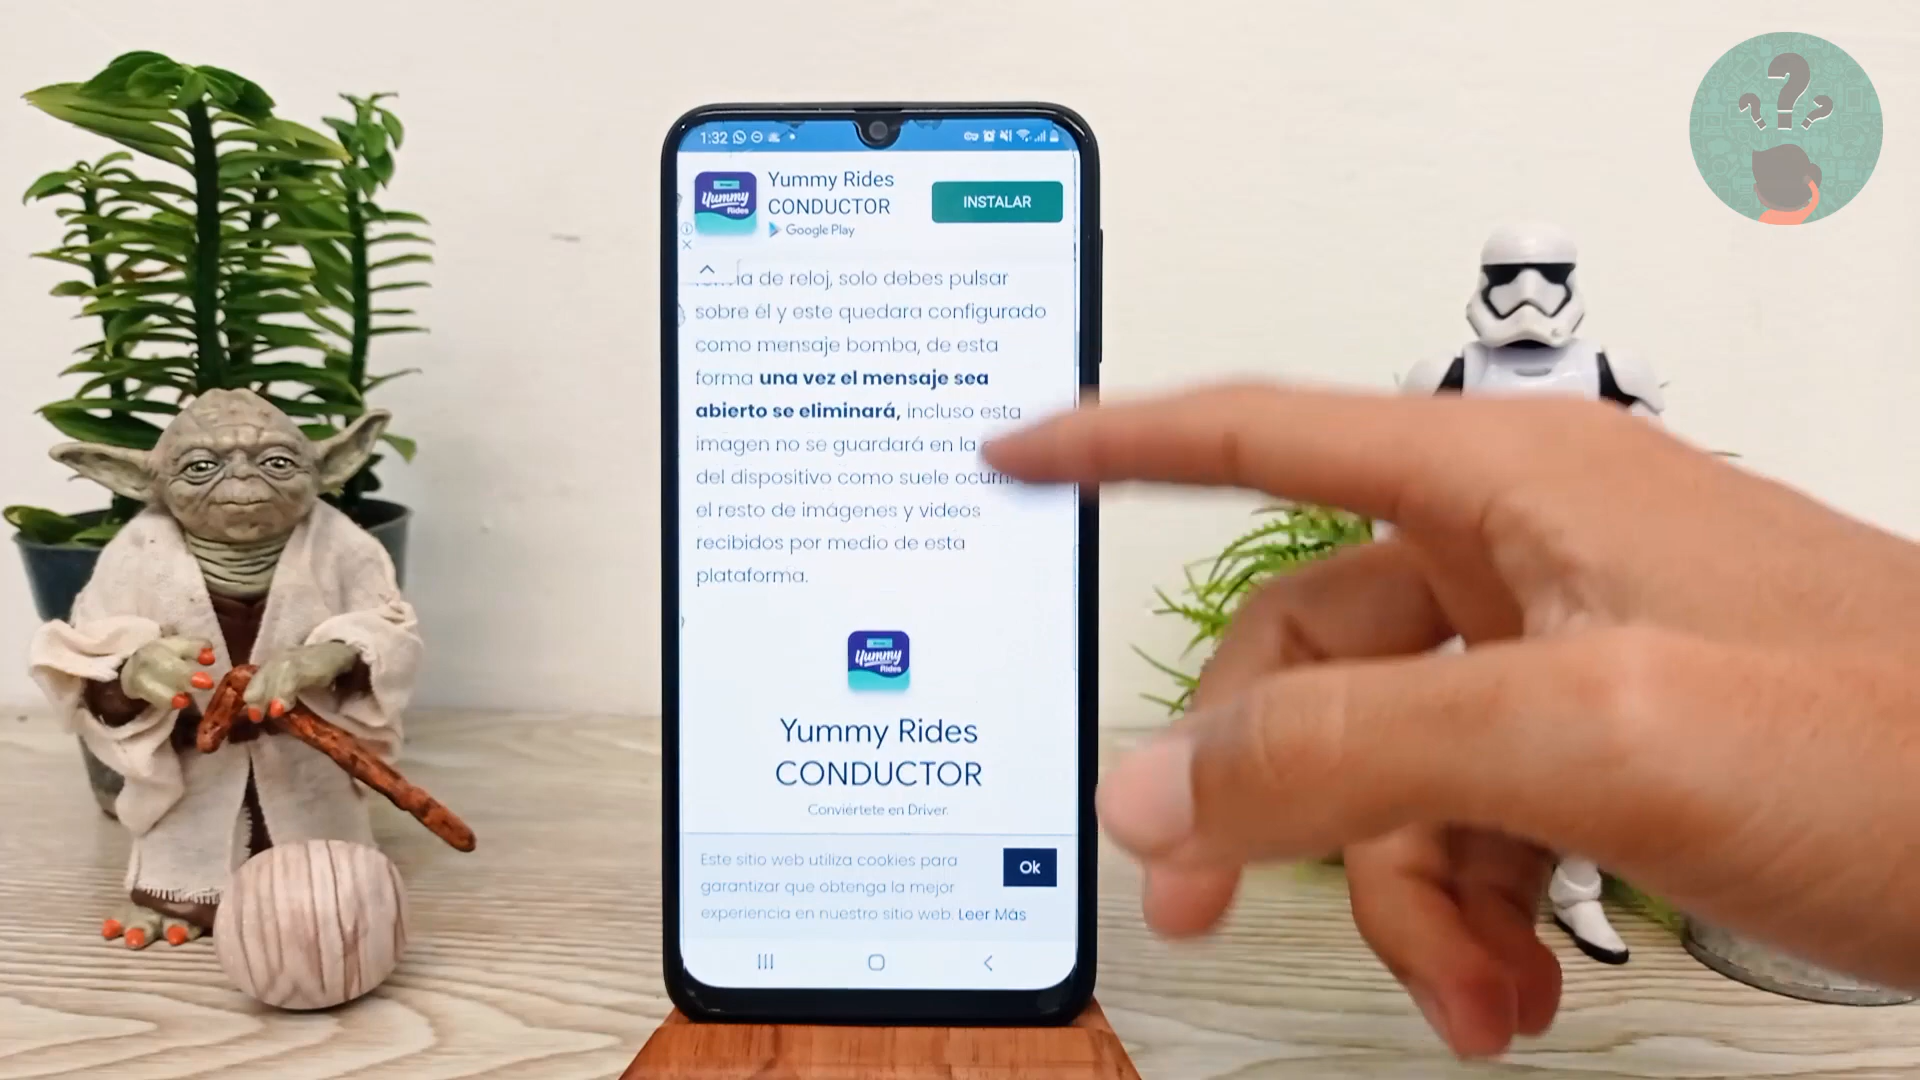 1:32
Yummy Rides
CONDUCTOR
INSTALAR
Google Play
de reloj, solo debes pulsar
sobre él y este quedara configurado
como mensaje bomba, de esta
forma una vez el mensaje sea
abierto se eliminará, incluso esta
imagen no se guardará en la
del dispositivo como suele
el resto de imágenes y videos
recibidos por medio de esta
plataforma.
Yummy
Rides
Yummy Rides
CONDUCTOR
Conviértete en Driver.
Este sitio web utiliza cookies para
garantizar que obtenga la mejor
experiencia en nuestro sitio web. Leer Más
Ok